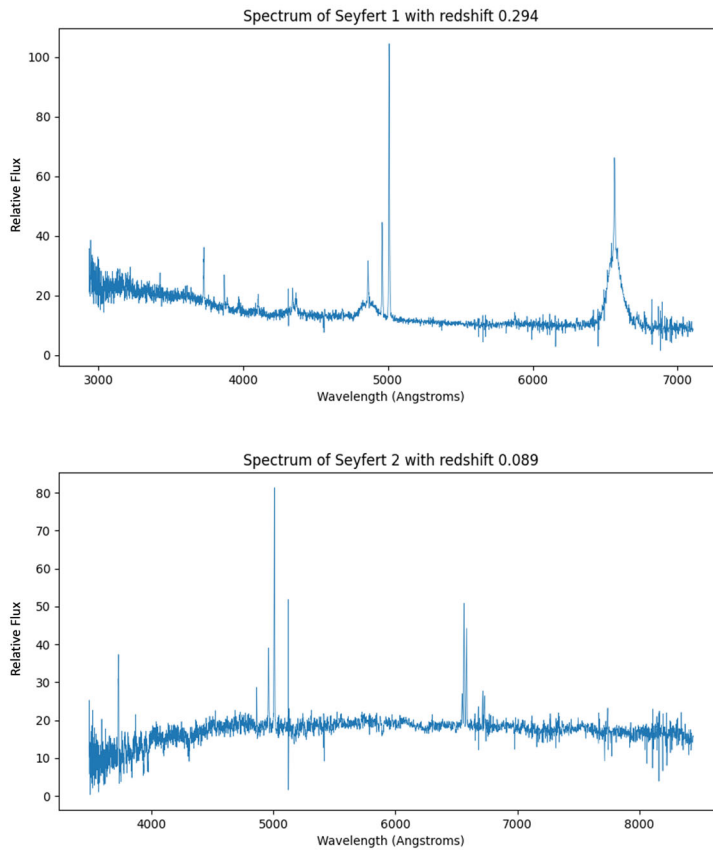 Spectrum of Seyfert 1 with redshift 0.294
Relative Flux
100
80
60
40
20
0
3000 4000 5000 6000 7000
Wavelength (Angstroms)
Spectrum of Seyfert 2 with redshift 0.089
Relative Flux
80
70
60
50
40
30
20
10
0
4000 5000 6000 7000 8000
Wavelength (Angstroms)